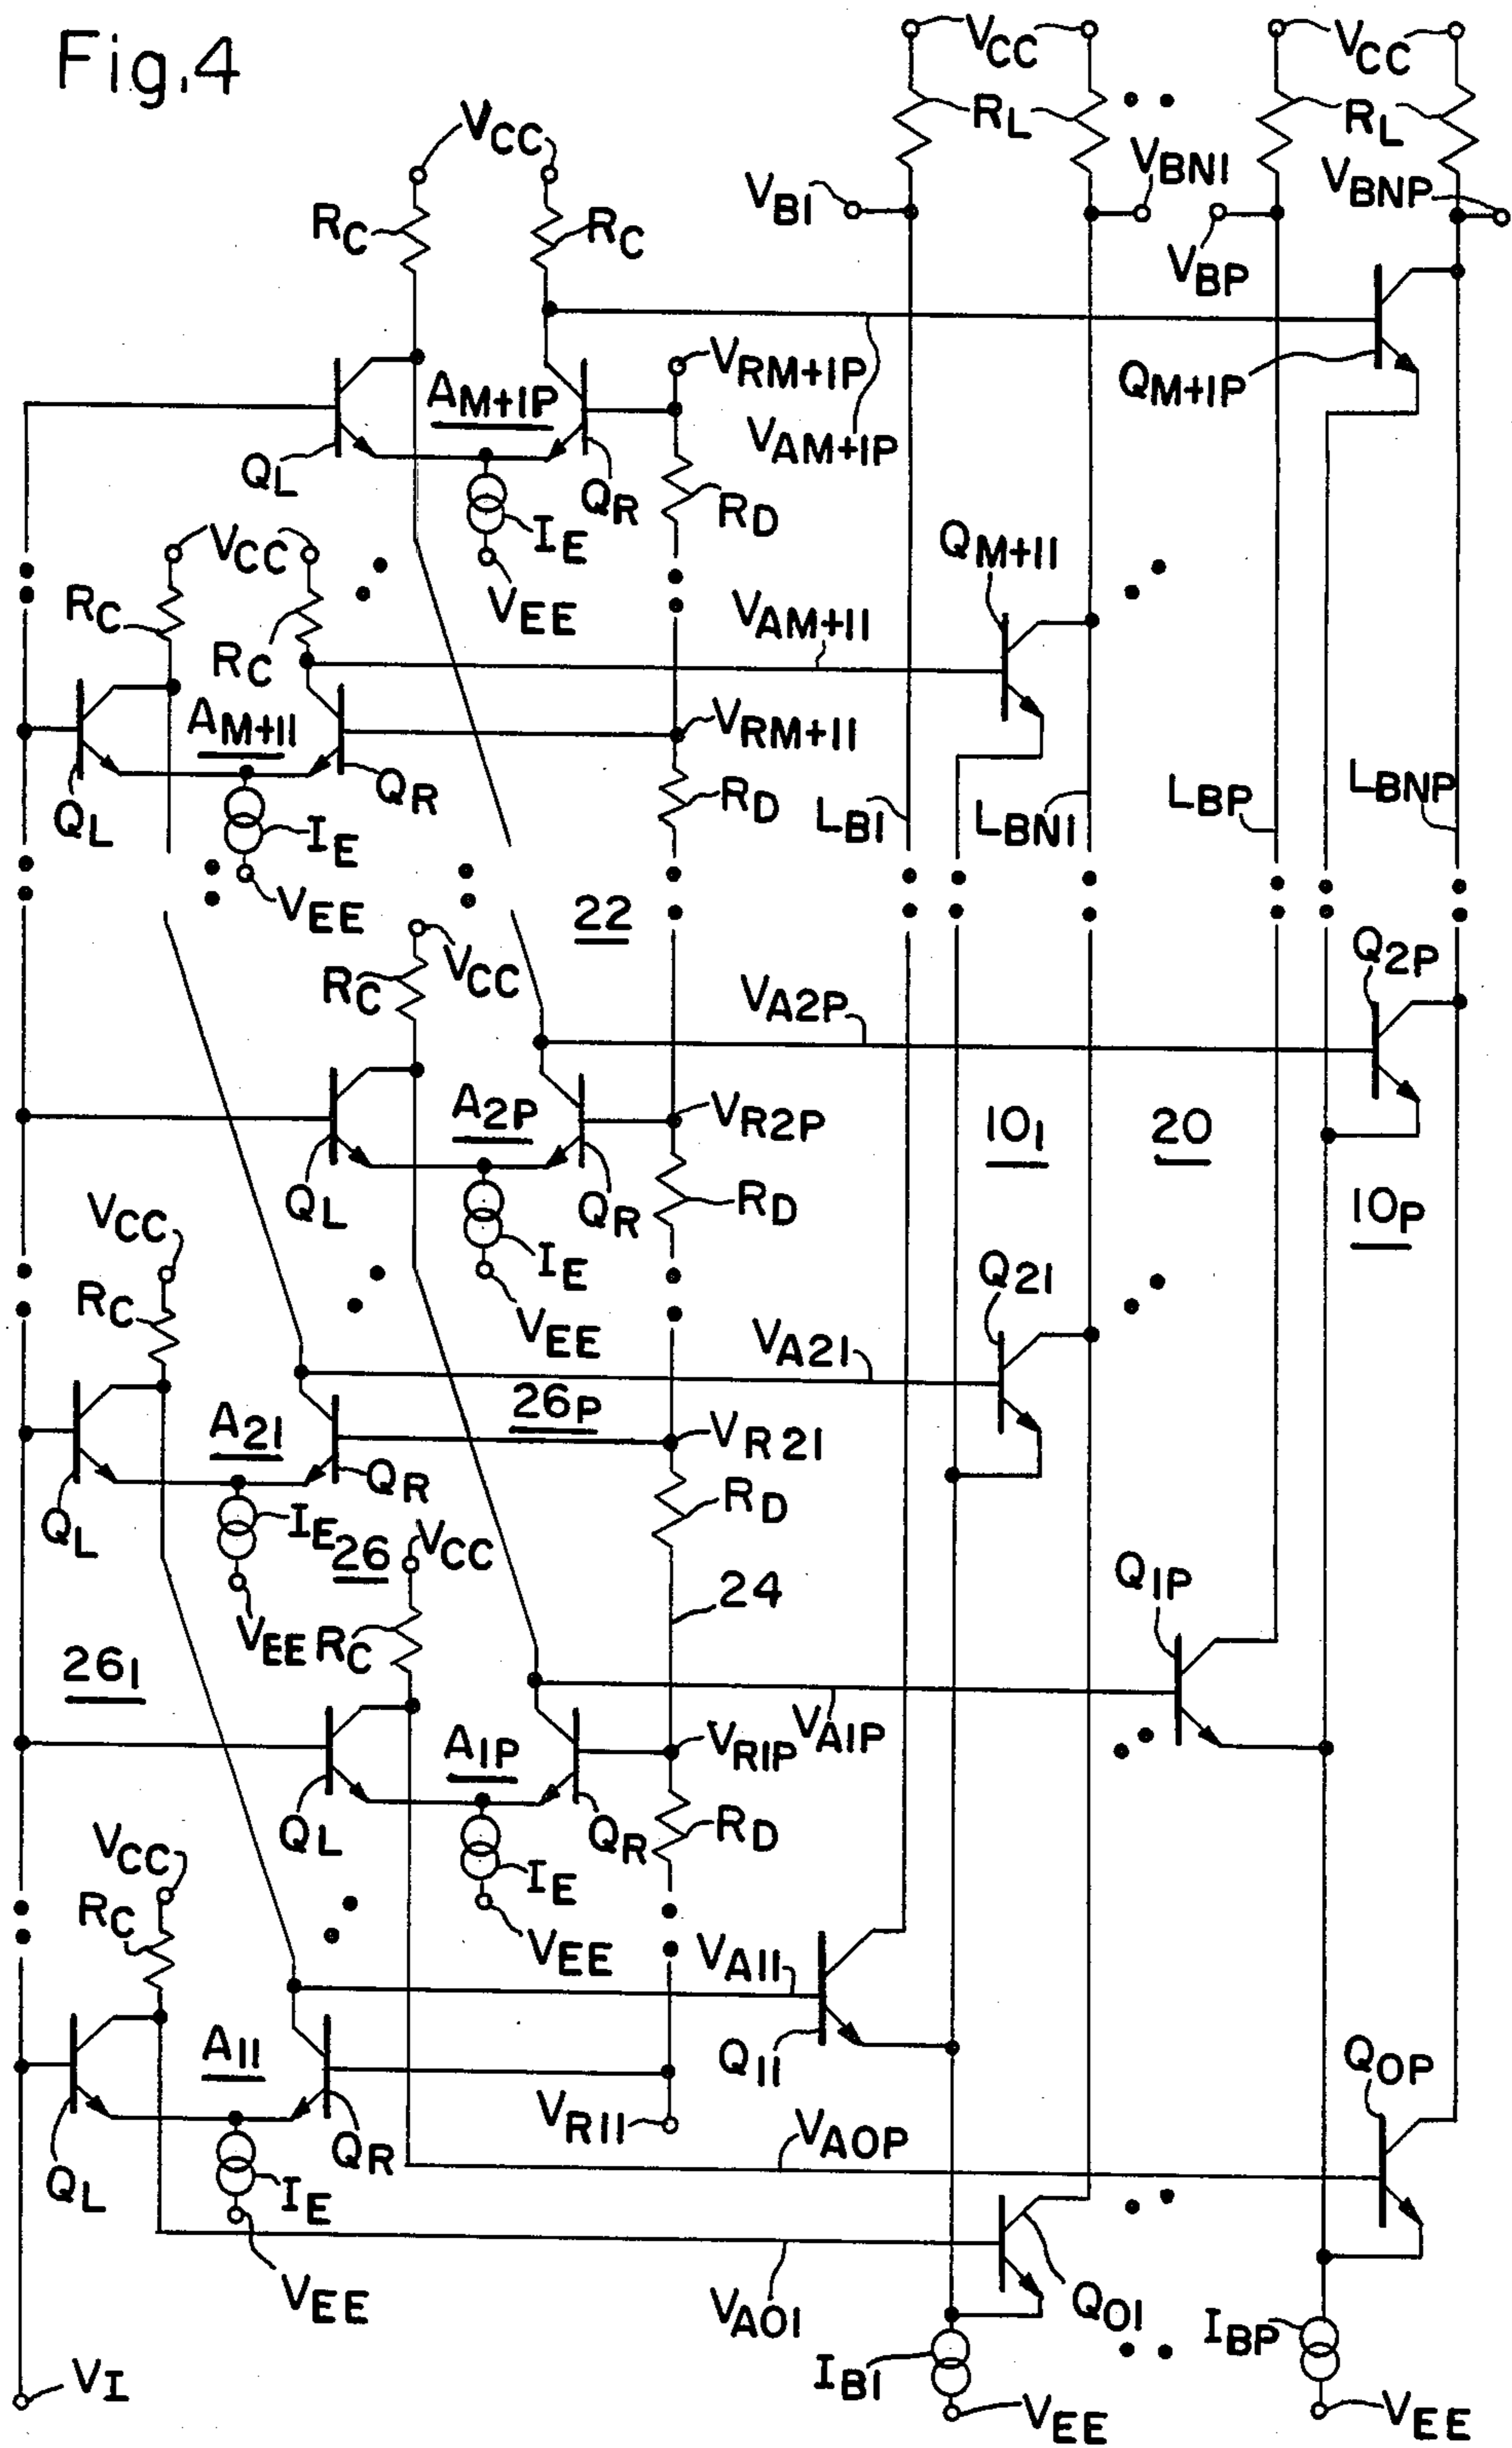 Fig.4
VCC VCC
VCC
RL RL
VBN1
VBNP
VB1
VBP
RC RC
VRM+1P
AM+1P
VAM+1P
QM+1P
QL QR
RD
IE
VCC
VEE
QM+11
RC
VAM+11
RC
AM+11
VRM+11
QR
QL
RD
LB1
LBN1
LBP
LBNP
IE
VEE
22
VCC
RC
Q2P
VA2P
A2P
VR2P
101
20
10P
QL QR
RD
VCC
IE
Q21
RC
VEE
VA21
26P
A21
VR21
QR
QL
RD
IE
26
VCC
24
Q1P
VEE
RC
261
VA1P
A1P
VR1P
QL QR
RD
VCC
IE
RC
VEE
VA11
A11
Q11
Q0P
VR11
VA0P
QL
QR
IE
VEE
VA01
Q01
IBP
IB1
VI
VEE
VEE